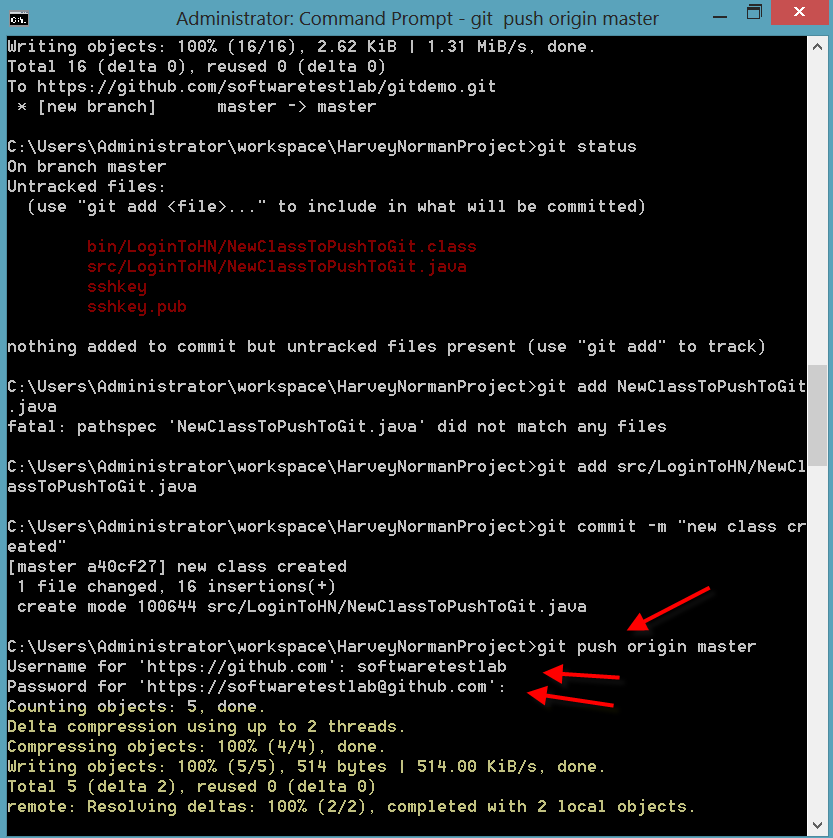 Administrator: Command Prompt - git  push origin master
Writing objects: 100% (16/16), 2.62 KiB | 1.31 MiB/s, done.
Total 16 (delta 0), reused 0 (delta 0)
To https://github.com/softwaretestlab/gitdemo.git
 * [new branch]      master -> master
C:\Users\Administrator\workspace\HarveyNormanProject>git status
On branch master
Untracked files:
  (use "git add <file>..." to include in what will be committed)
        bin/LoginToHN/NewClassToPushToGit.class
        src/LoginToHN/NewClassToPushToGit.java
        sshkey
        sshkey.pub
nothing added to commit but untracked files present (use "git add" to track)
C:\Users\Administrator\workspace\HarveyNormanProject>git add NewClassToPushToGit
.java
fatal: pathspec 'NewClassToPushToGit.java' did not match any files
C:\Users\Administrator\workspace\HarveyNormanProject>git add src/LoginToHN/NewCl
assToPushToGit.java
C:\Users\Administrator\workspace\HarveyNormanProject>git commit -m "new class cr
eated"
[master a40cf27] new class created
 1 file changed, 16 insertions(+)
 create mode 100644 src/LoginToHN/NewClassToPushToGit.java
C:\Users\Administrator\workspace\HarveyNormanProject>git push origin master
Username for 'https://github.com': softwaretestlab
Password for 'https://softwaretestlab@github.com':
Counting objects: 5, done.
Delta compression using up to 2 threads.
Compressing objects: 100% (4/4), done.
Writing objects: 100% (5/5), 514 bytes | 514.00 KiB/s, done.
Total 5 (delta 2), reused 0 (delta 0)
remote: Resolving deltas: 100% (2/2), completed with 2 local objects.